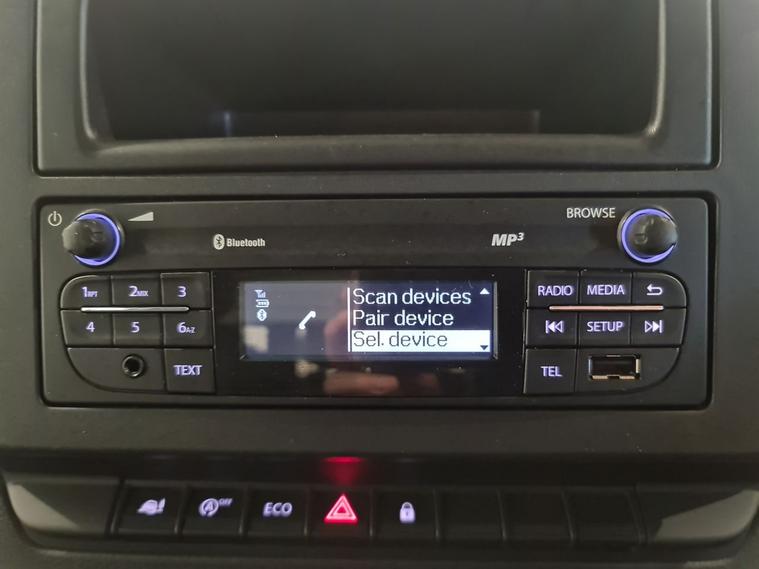 BROWSE
Bluetooth
MP3
1RPT
2MIX
3
4
5
6A-Z
TEXT
Scan devices
Pair device
Sel. device
RADIO
MEDIA
SETUP
TEL
OFF
ECO